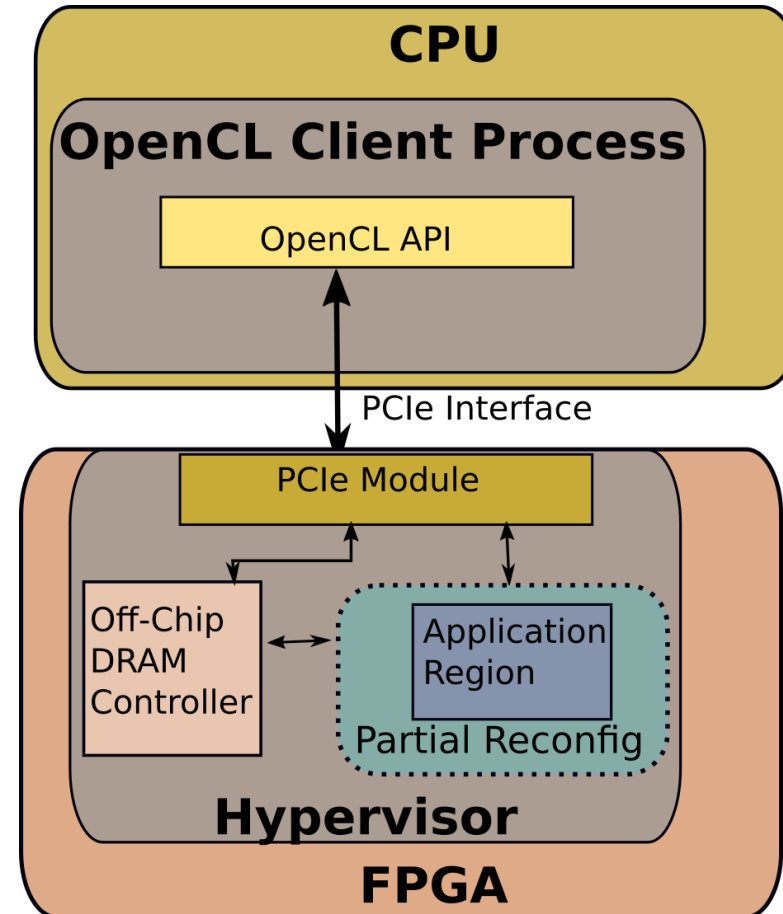 CPU
OpenCL Client Process
OpenCL API
PCIe Interface
PCIe Module
Off-Chip
DRAM
Controller
Application
Region
Partial Reconfig
Hypervisor
FPGA